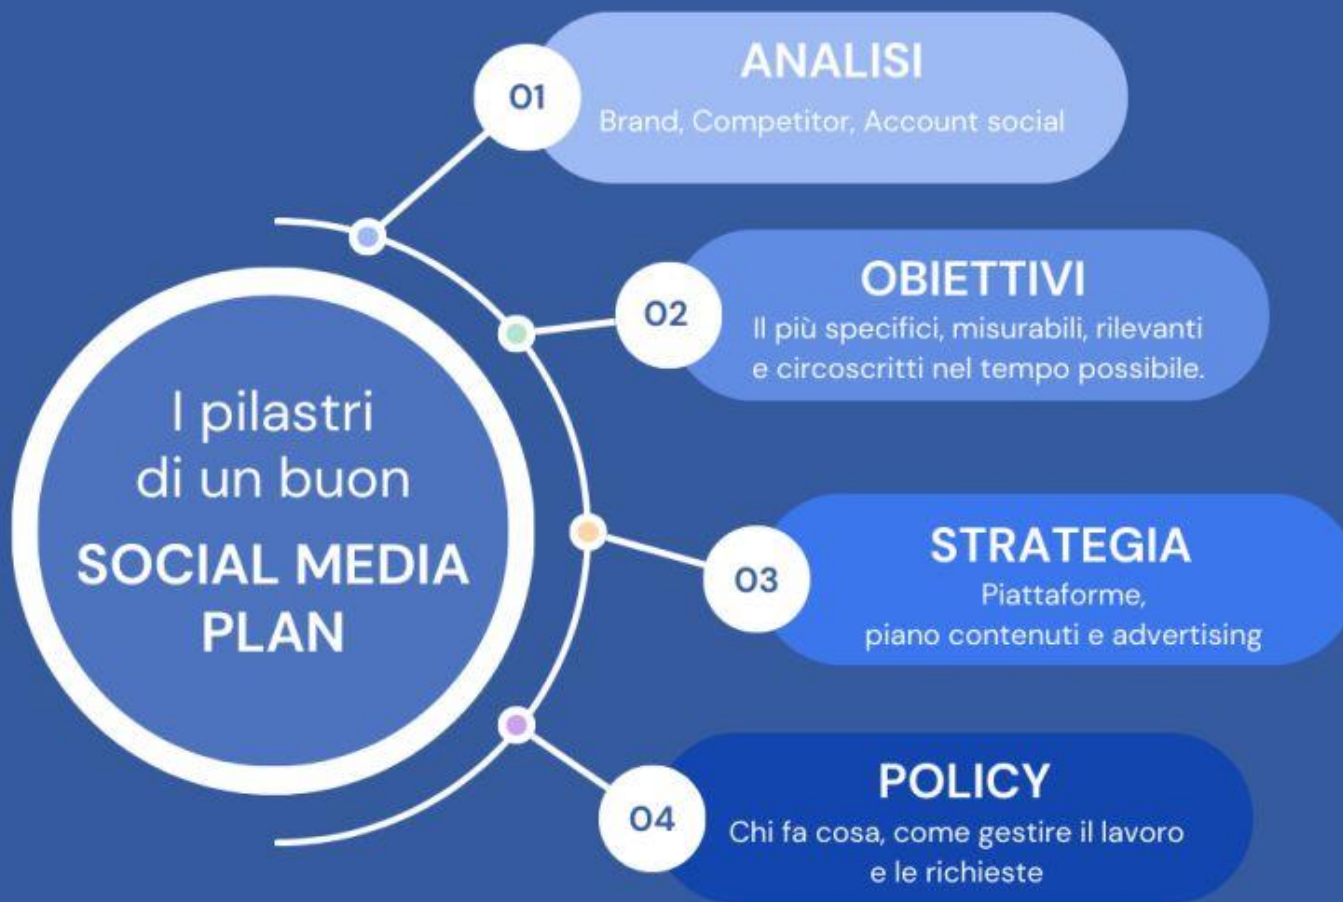 I pilastri
di un buon
SOCIAL MEDIA
PLAN
01
ANALISI
Brand, Competitor, Account social
02
OBIETTIVI
Il più specifici, misurabili, rilevanti
e circoscritti nel tempo possibile.
03
STRATEGIA
Piattaforme,
piano contenuti e advertising
04
POLICY
Chi fa cosa, come gestire il lavoro
e le richieste